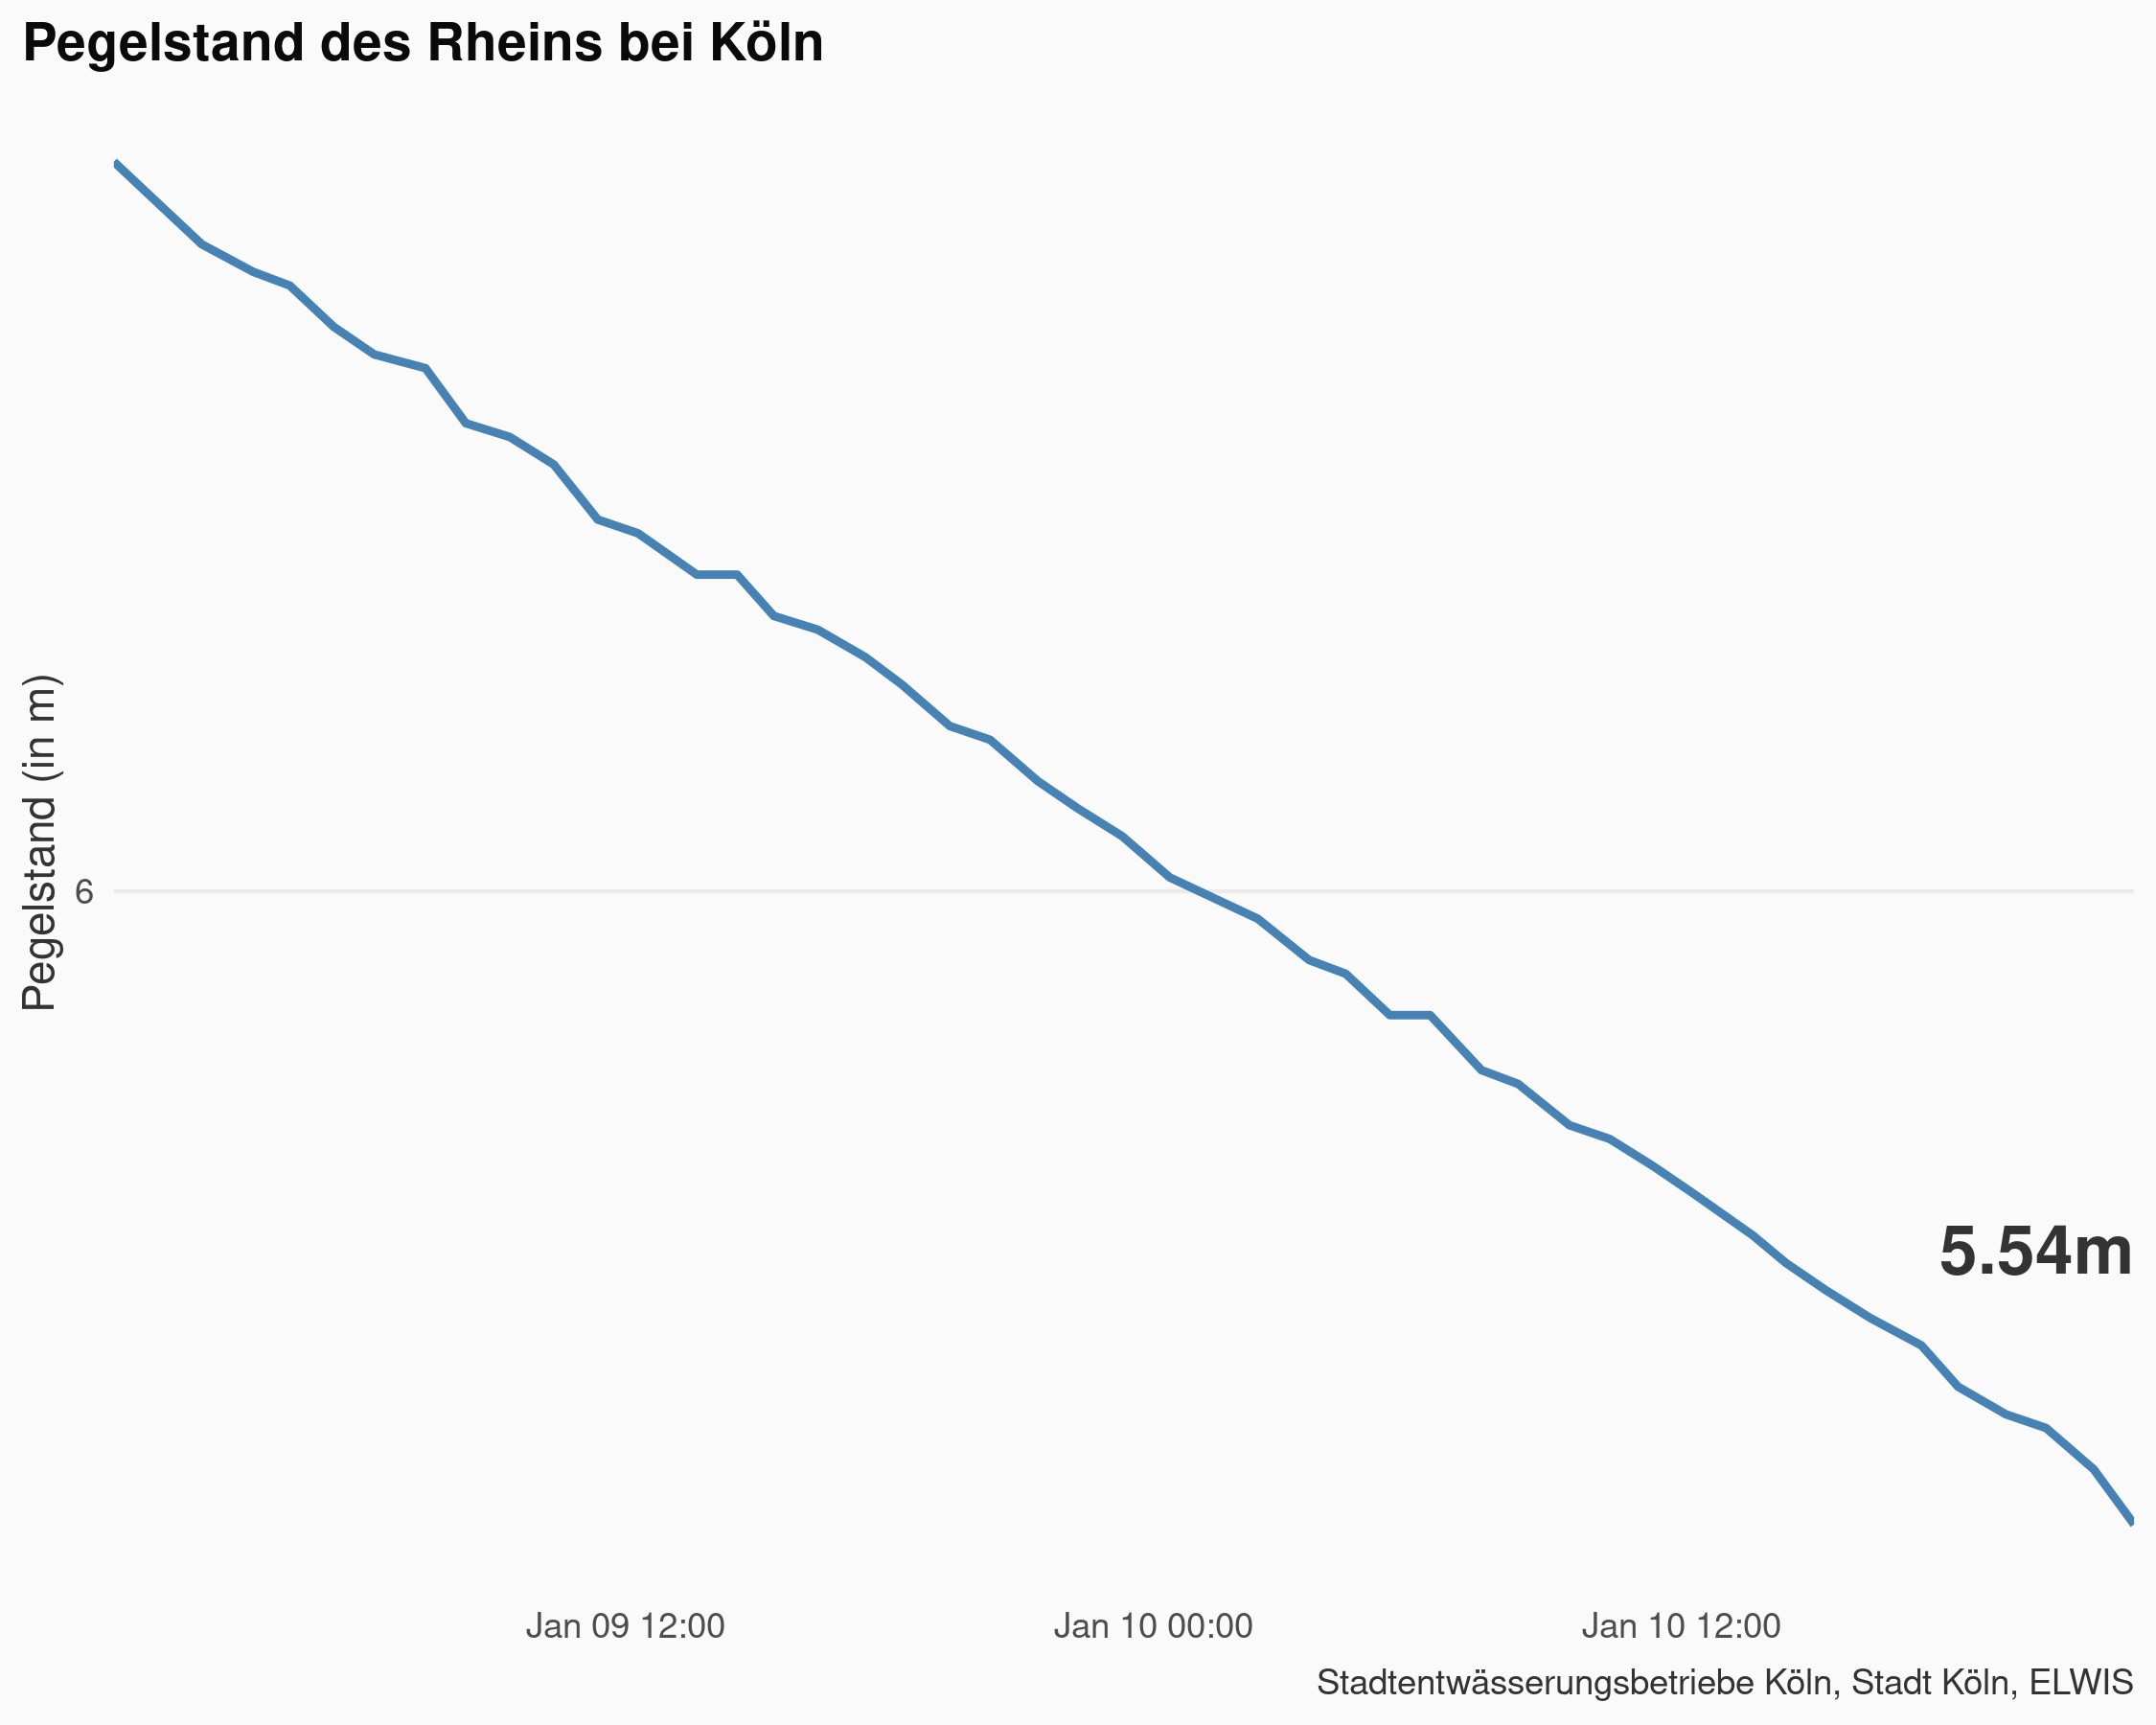 Pegelstand des Rheins bei Köln
Pegelstand (in m)
6
5.54m
Jan 09 12:00
Jan 10 00:00
Jan 10 12:00
Stadtentwässerungsbetriebe Köln, Stadt Köln, ELWIS